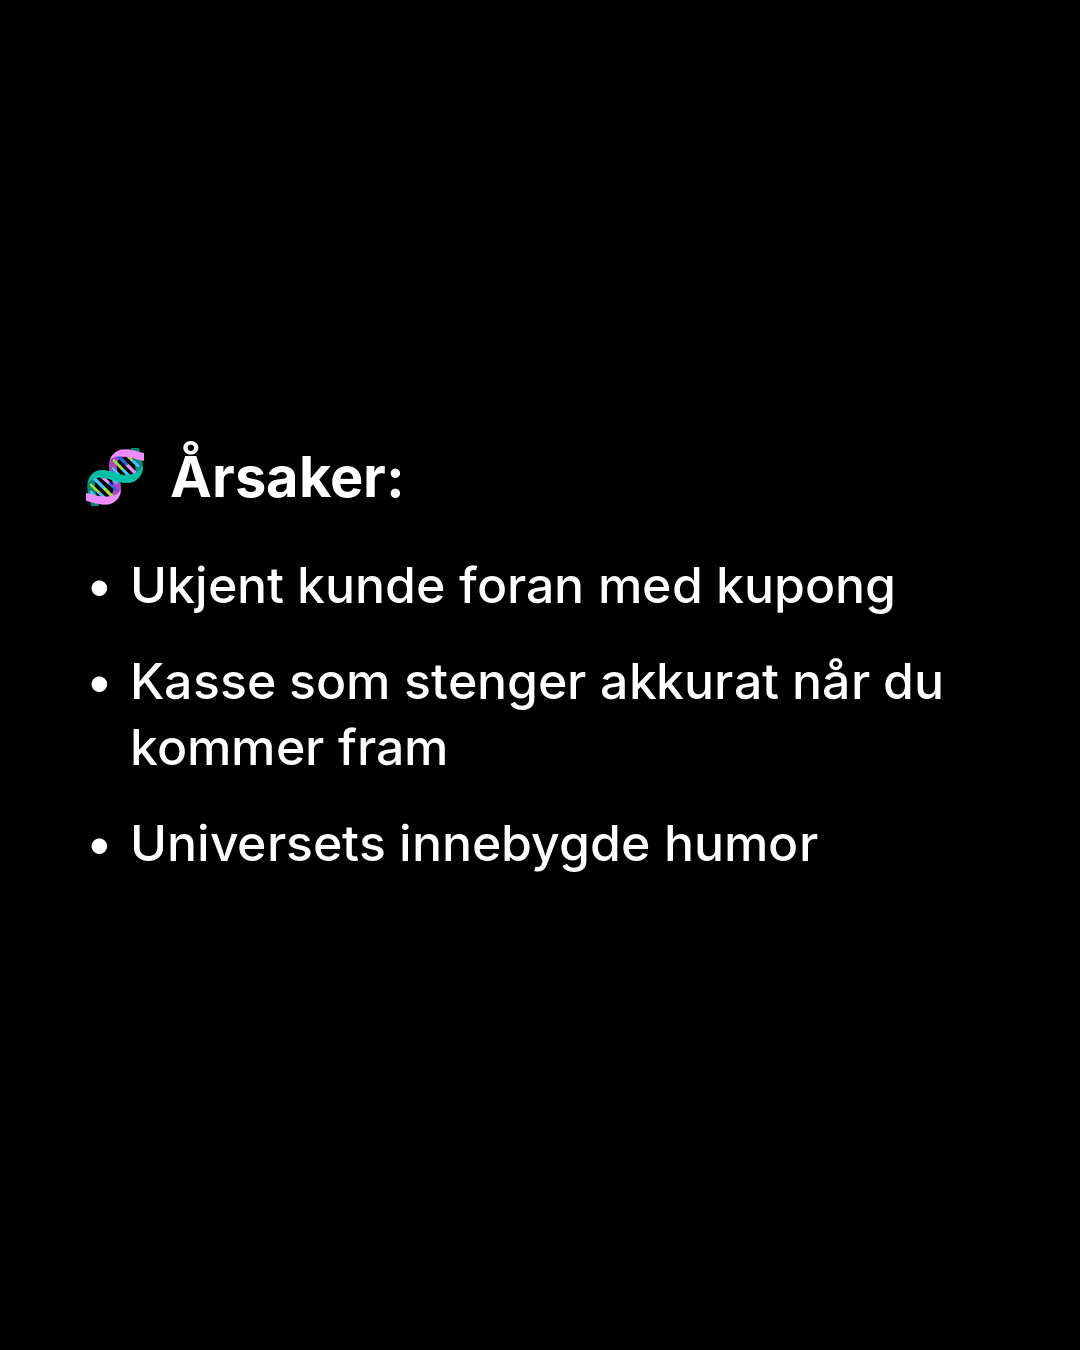 🧬 Årsaker:
• Ukjent kunde foran med kupong
• Kasse som stenger akkurat når du
kommer fram
• Universets innebygde humor